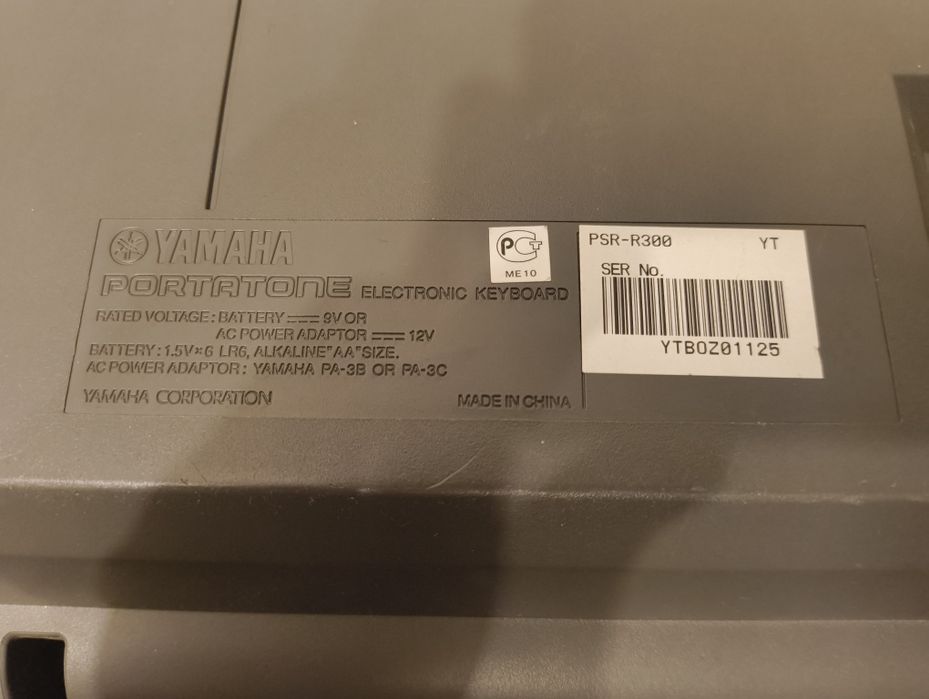 YAMAHA
PORTATONE ELECTRONIC KEYBOARD
RATED VOLTAGE: BATTERY ⎓ 9V OR
AC POWER ADAPTOR ⎓ 12V
BATTERY: 1.5V×6 LR6, ALKALINE"AA"SIZE.
AC POWER ADAPTOR: YAMAHA PA-3B OR PA-3C
YAMAHA CORPORATION
MADE IN CHINA
РСТ
ME10
PSR-R300 YT
SER No.
YTBOZ01125